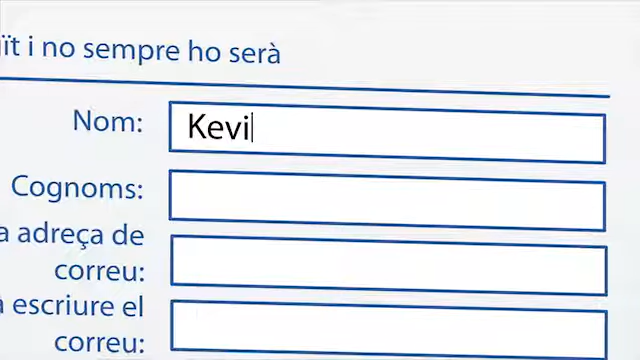 ït i no sempre ho serà
Nom: Kevi
Cognoms:
a adreça de
correu:
à escriure el
correu: